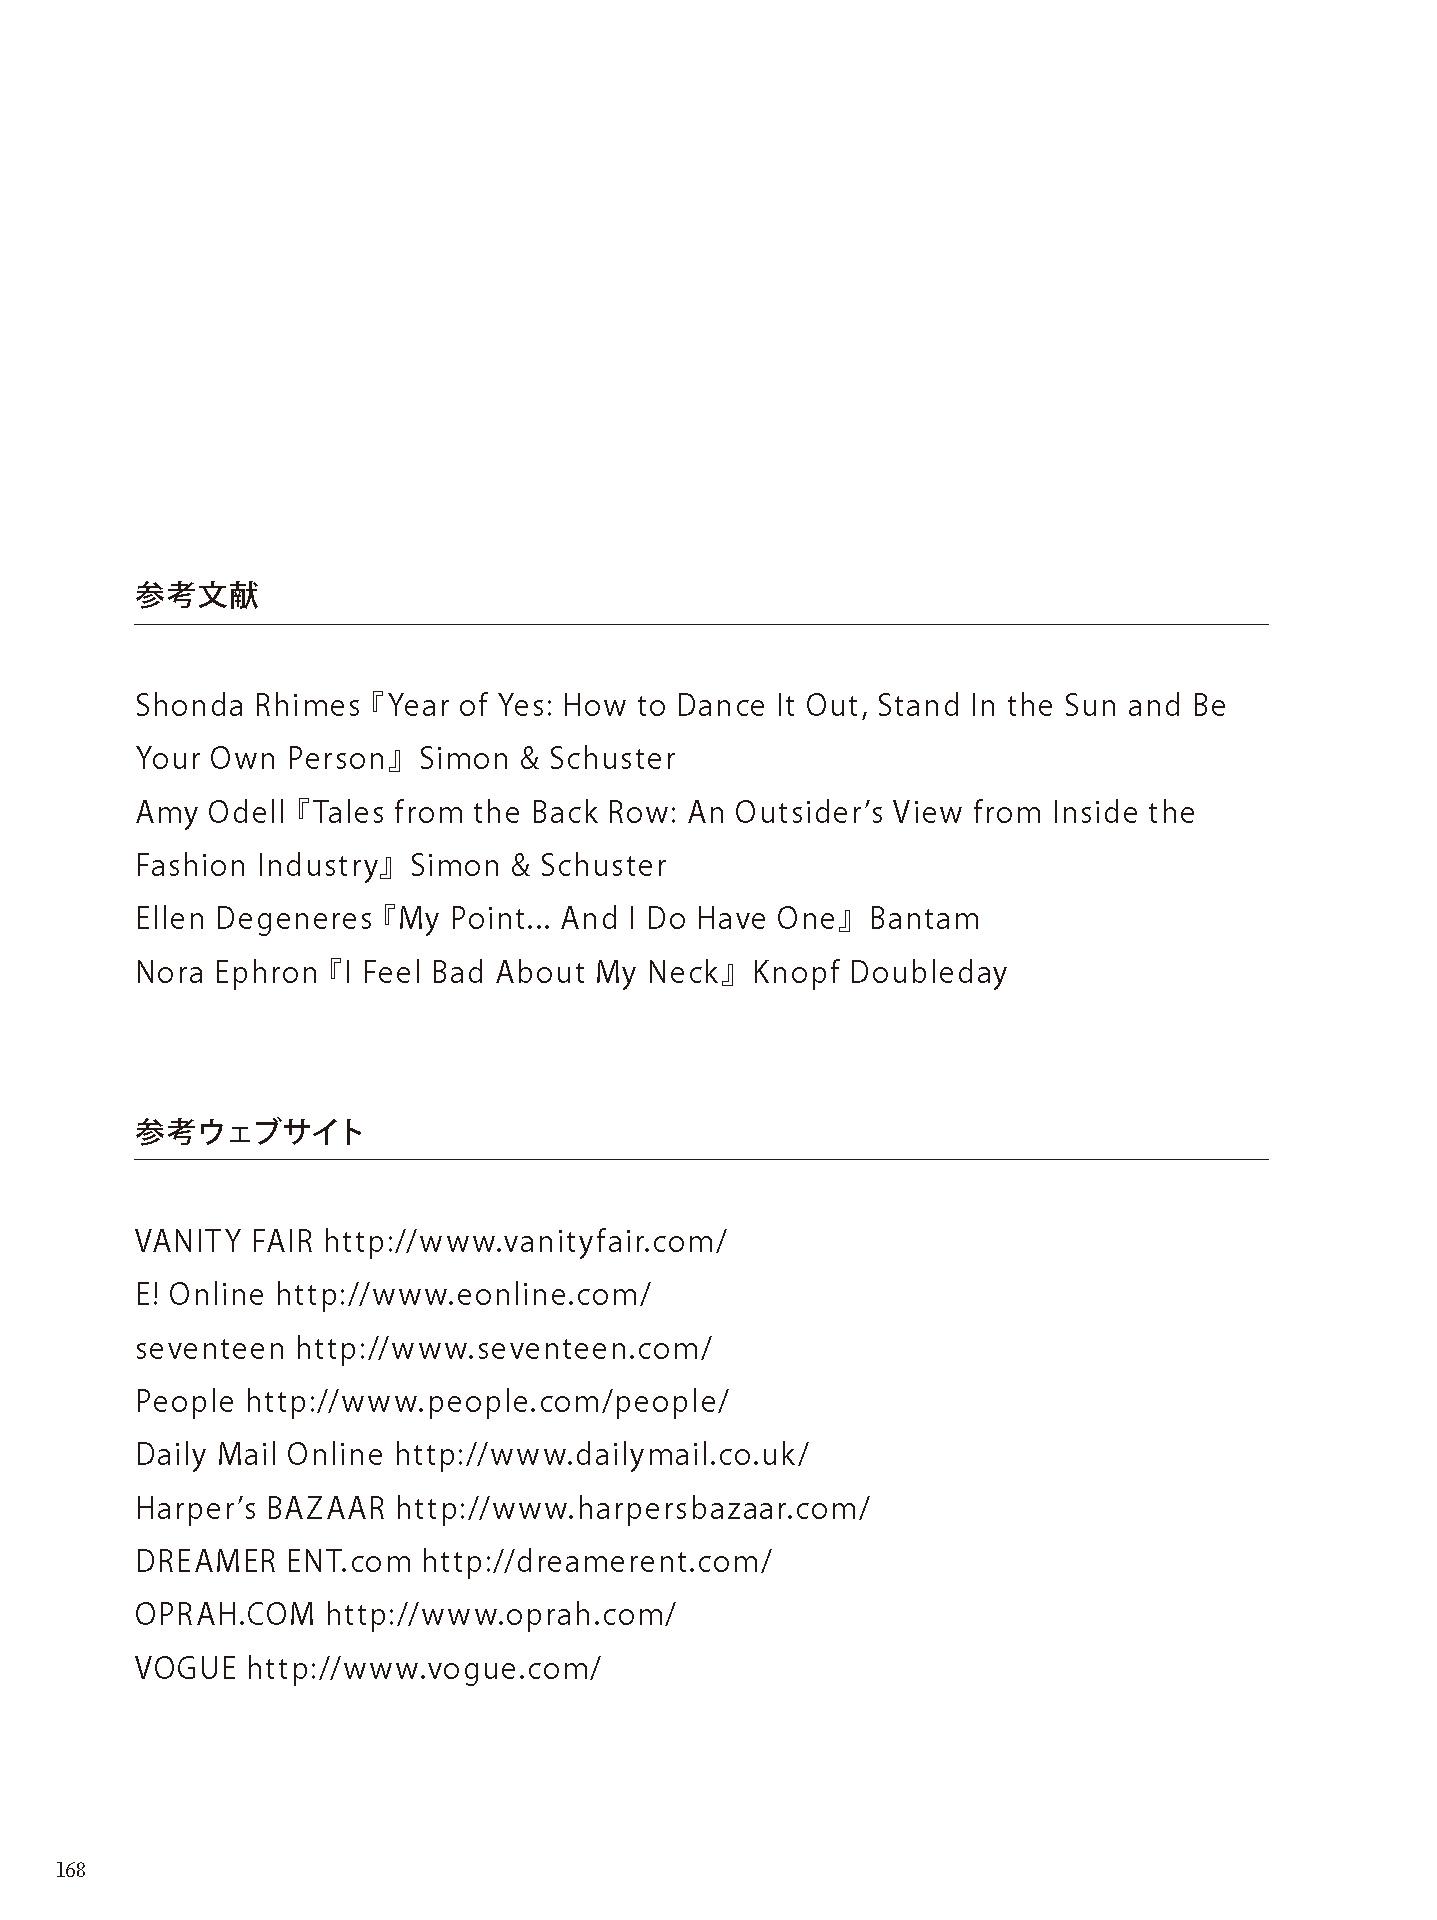 参考文献
Shonda Rhimes『Year of Yes: How to Dance It Out, Stand In the Sun and Be
Your Own Person』Simon & Schuster
Amy Odell『Tales from the Back Row: An Outsider’s View from Inside the
Fashion Industry』Simon & Schuster
Ellen Degeneres『My Point... And I Do Have One』Bantam
Nora Ephron『I Feel Bad About My Neck』Knopf Doubleday
参考ウェブサイト
VANITY FAIR http://www.vanityfair.com/
E! Online http://www.eonline.com/
seventeen http://www.seventeen.com/
People http://www.people.com/people/
Daily Mail Online http://www.dailymail.co.uk/
Harper’s BAZAAR http://www.harpersbazaar.com/
DREAMER ENT.com http://dreamerent.com/
OPRAH.COM http://www.oprah.com/
VOGUE http://www.vogue.com/
168